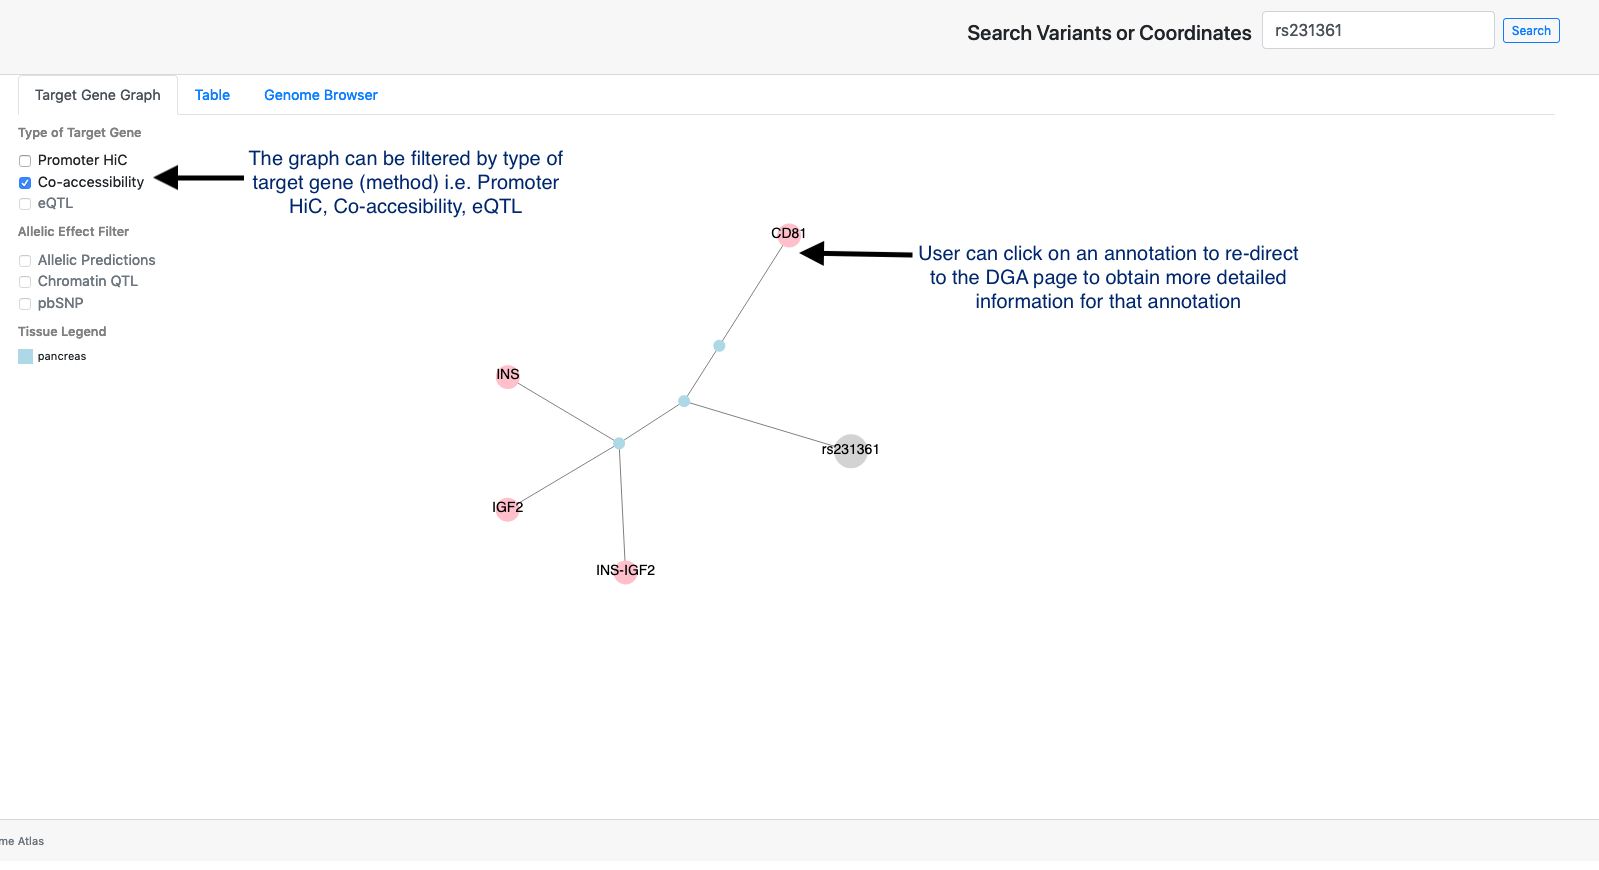 Search Variants or Coordinates
rs231361
Search
Target Gene Graph
Table
Genome Browser
Type of Target Gene
Promoter HiC
Co-accessibility
eQTL
Allelic Effect Filter
Allelic Predictions
Chromatin QTL
pbSNP
Tissue Legend
pancreas
The graph can be filtered by type of
target gene (method) i.e. Promoter
HiC, Co-accesibility, eQTL
CD81
User can click on an annotation to re-direct
to the DGA page to obtain more detailed
information for that annotation
INS
rs231361
IGF2
INS-IGF2
me Atlas